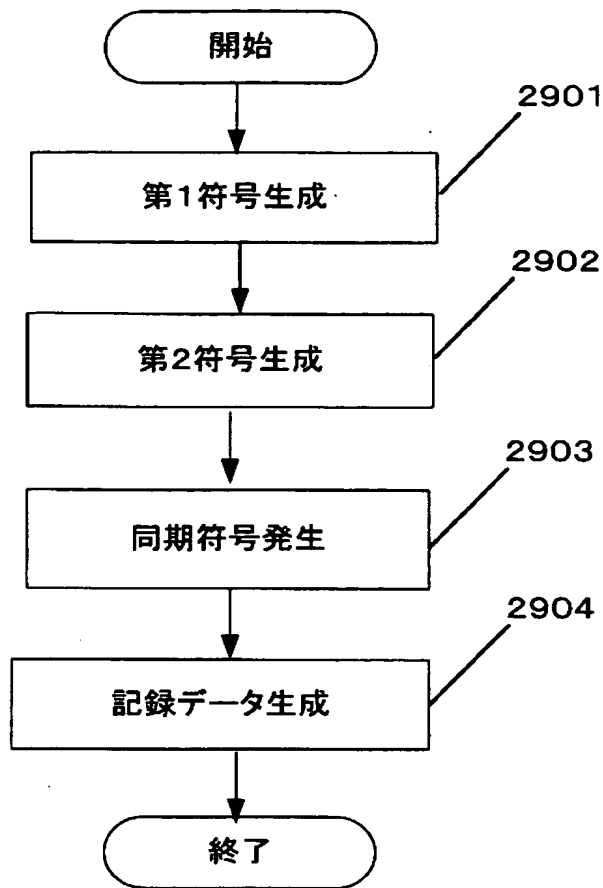 開始
2901
第1符号生成
2902
第2符号生成
2903
同期符号発生
2904
記録データ生成
終了